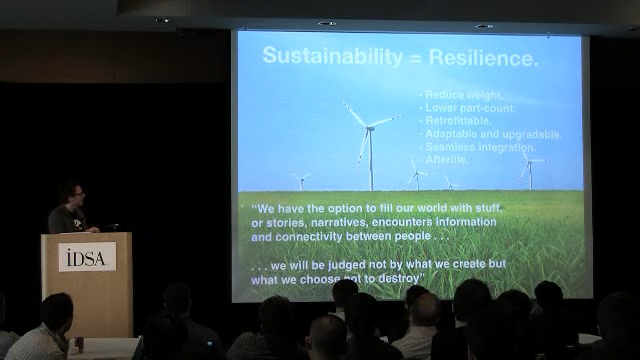 Sustainability = Resilience.
- Reduce weight.
- Lower part-count.
- Retrofittable.
- Adaptable and upgradable.
- Seamless integration.
- Afterlife.
"We have the option to fill our world with stuff,
or stories, narratives, encounters information
and connectivity between people . . .
. . . we will be judged not by what we create but
what we choose not to destroy"
iDSA